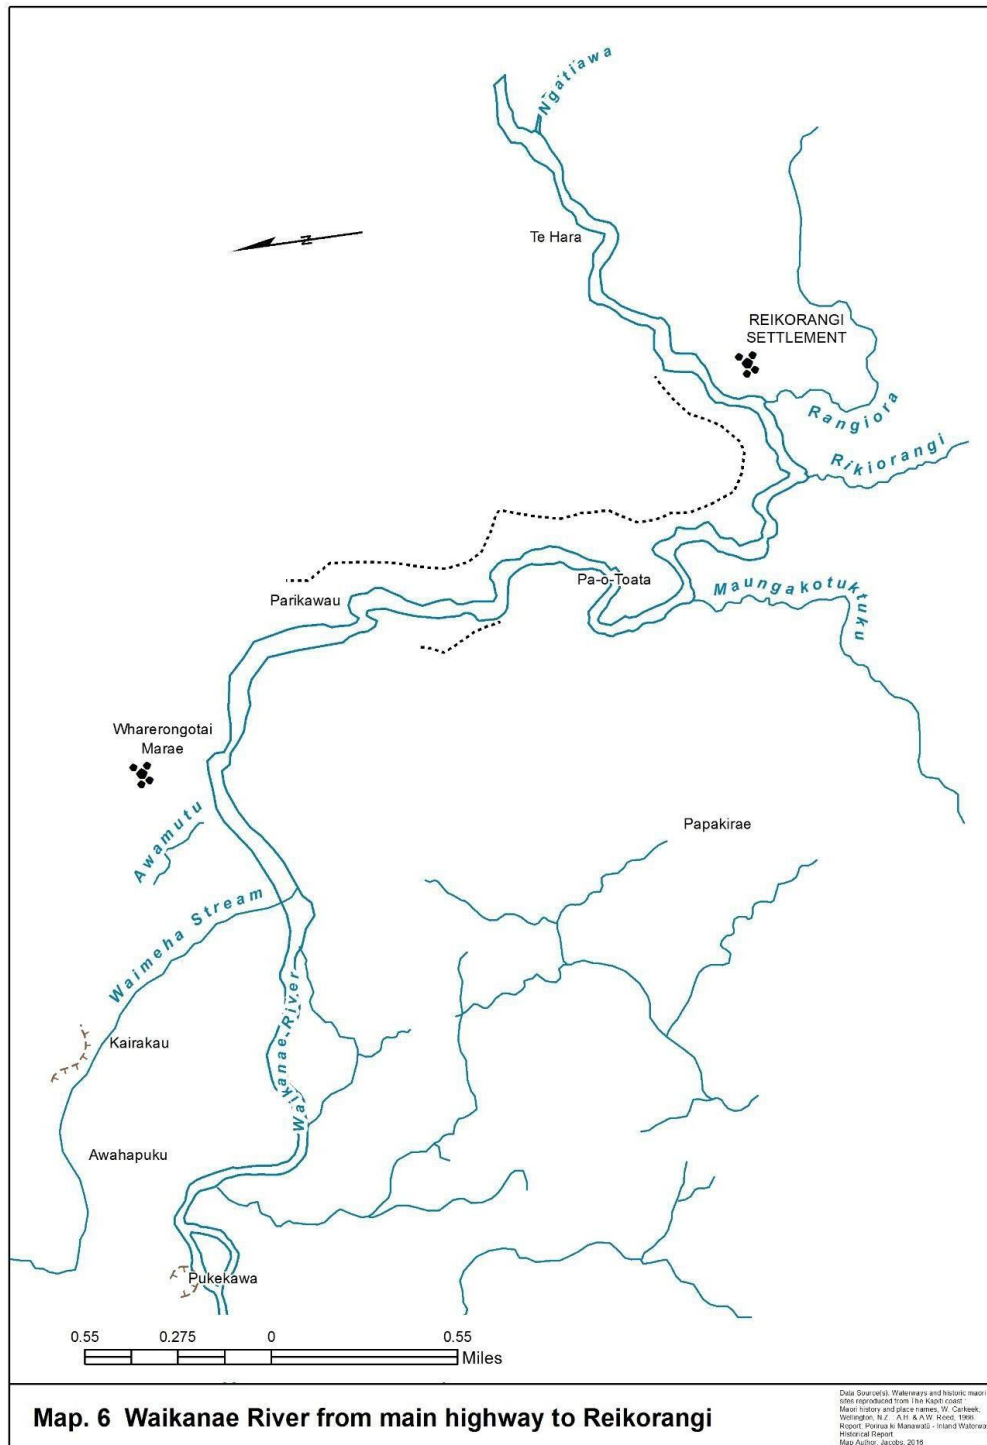 Ngatiawa
Te Hara
N
REIKORANGI
SETTLEMENT
Rangiora
Rikiorangi
Pa-o-Toata
Maungakotuktuku
Parikawau
Wharerongotai
Marae
Awamutu
Papakirae
Waimeha Stream
Waikanae River
Kairakau
Awahapuku
Pukekawa
0.55 0.275 0 0.55
Miles
Map. 6 Waikanae River from main highway to Reikorangi
Data Source(s): Waterways and historic maori
sites reproduced from The Kapiti coast
Maori history and place names, W. Carkeek,
Wellington, N.Z. : A.H. & A.W. Reed, 1966
Report: Porirua ki Manawatū - Inland Waterway
Historical Report
Map Author, Jacobs, 2016